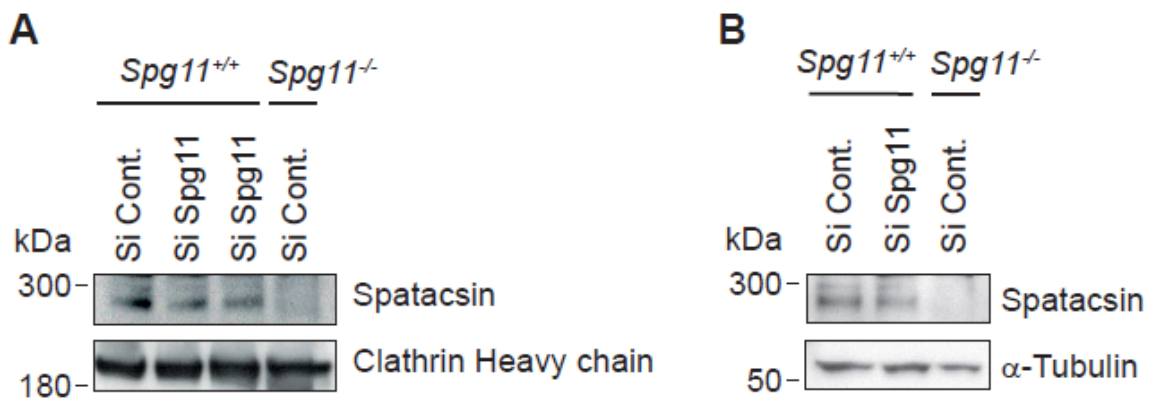 A
B
Spg11+/+ Spg11-/-
Spg11+/+ Spg11-/-
Si Cont.
Si Spg11
Si Spg11
Si Cont.
Si Cont.
Si Spg11
Si Cont.
kDa
300
Spatacsin
Clathrin Heavy chain
180
kDa
300
Spatacsin
α-Tubulin
50